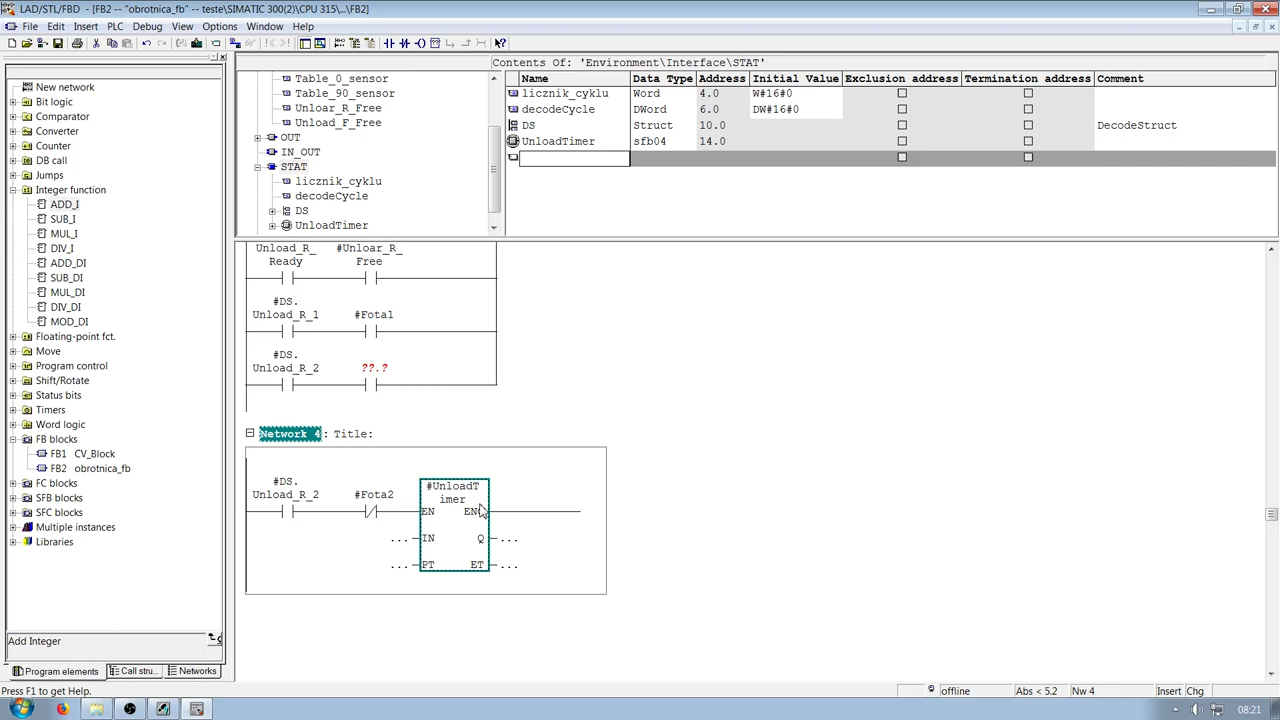 LAD/STL/FBD - [FB2 -- "obrotnica_fb" -- teste\SIMATIC 300(2)\CPU 315\...\FB2]
File Edit Insert PLC Debug View Options Window Help
New network
Bit logic
Comparator
Converter
Counter
DB call
Jumps
Integer function
ADD_I
SUB_I
MUL_I
DIV_I
ADD_DI
SUB_DI
MUL_DI
DIV_DI
MOD_DI
Floating-point fct.
Move
Program control
Shift/Rotate
Status bits
Timers
Word logic
FB blocks
FB1 CV_Block
FB2 obrotnica_fb
FC blocks
SFB blocks
SFC blocks
Multiple instances
Libraries
Add Integer
Program elements Call stru... Networks
Table_0_sensor
Table_90_sensor
Unloar_R_Free
Unload_F_Free
OUT
IN_OUT
STAT
licznik_cyklu
decodeCycle
DS
UnloadTimer
Contents Of: 'Environment\Interface\STAT'
Name Data Type Address Initial Value Exclusion address Termination address Comment
licznik_cyklu Word 4.0 W#16#0
decodeCycle DWord 6.0 DW#16#0
DS Struct 10.0 DecodeStruct
UnloadTimer sfb04 14.0
Unload_R_ #Unloar_R_
Ready Free
#DS.
Unload_R_1 #Fota1
#DS.
Unload_R_2 ??.?
Network 4 : Title:
#DS. #UnloadT
Unload_R_2 #Fota2 imer
EN
... IN Q ...
... PT ET ...
Press F1 to get Help. offline Abs < 5.2 Nw 4 Insert Chg
08:21